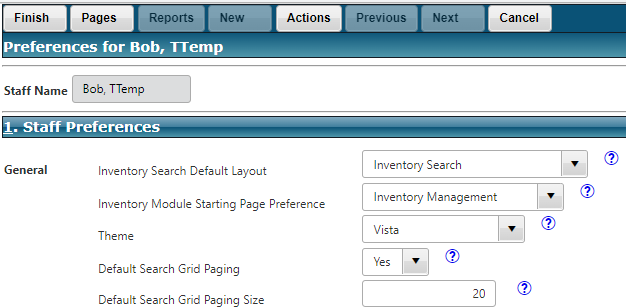 Finish Pages Reports New Actions Previous Next Cancel
Preferences for Bob, TTemp
Staff Name Bob, TTemp
1. Staff Preferences
General Inventory Search Default Layout Inventory Search ?
Inventory Module Starting Page Preference Inventory Management ?
Theme Vista ?
Default Search Grid Paging Yes ?
Default Search Grid Paging Size 20 ?